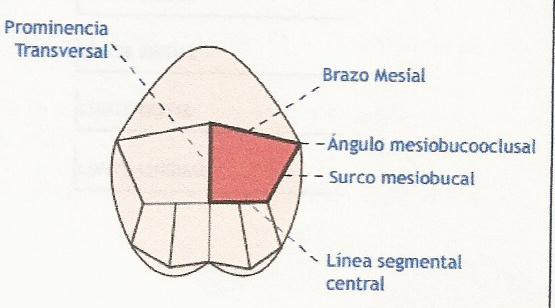 Prominencia
Transversal
Brazo Mesial
Ángulo mesiobucooclusal
Surco mesiobucal
Línea segmental
central